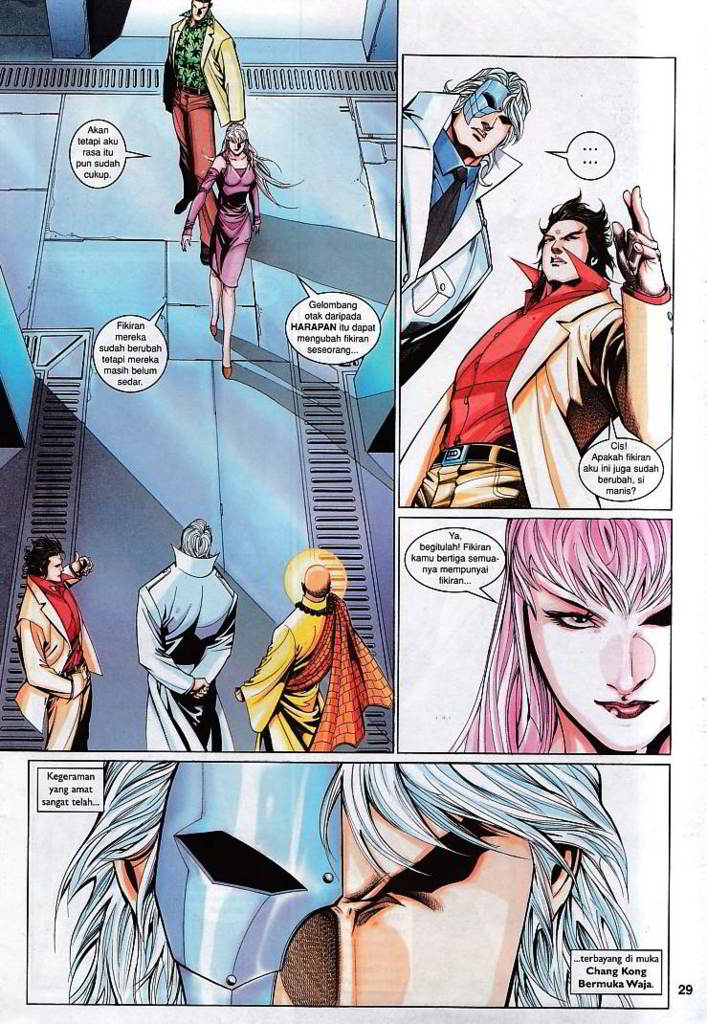 Akan
tetapi aku
rasa itu
pun sudah
cukup.
Gelombang
otak daripada
HARAPAN itu dapat
mengubah fikiran
seseorang...
Fikiran
mereka
sudah berubah
tetapi mereka
masih belum
sedar.
...
...
Cis!
Apakah fikiran
aku ini juga sudah
berubah, si
manis?
Ya,
begitulah! Fikiran
kamu bertiga semua-
nya mempunyai
fikiran...
Kegeraman
yang amat
sangat telah...
...terbayang di muka
Chang Kong
Bermuka Waja.
29